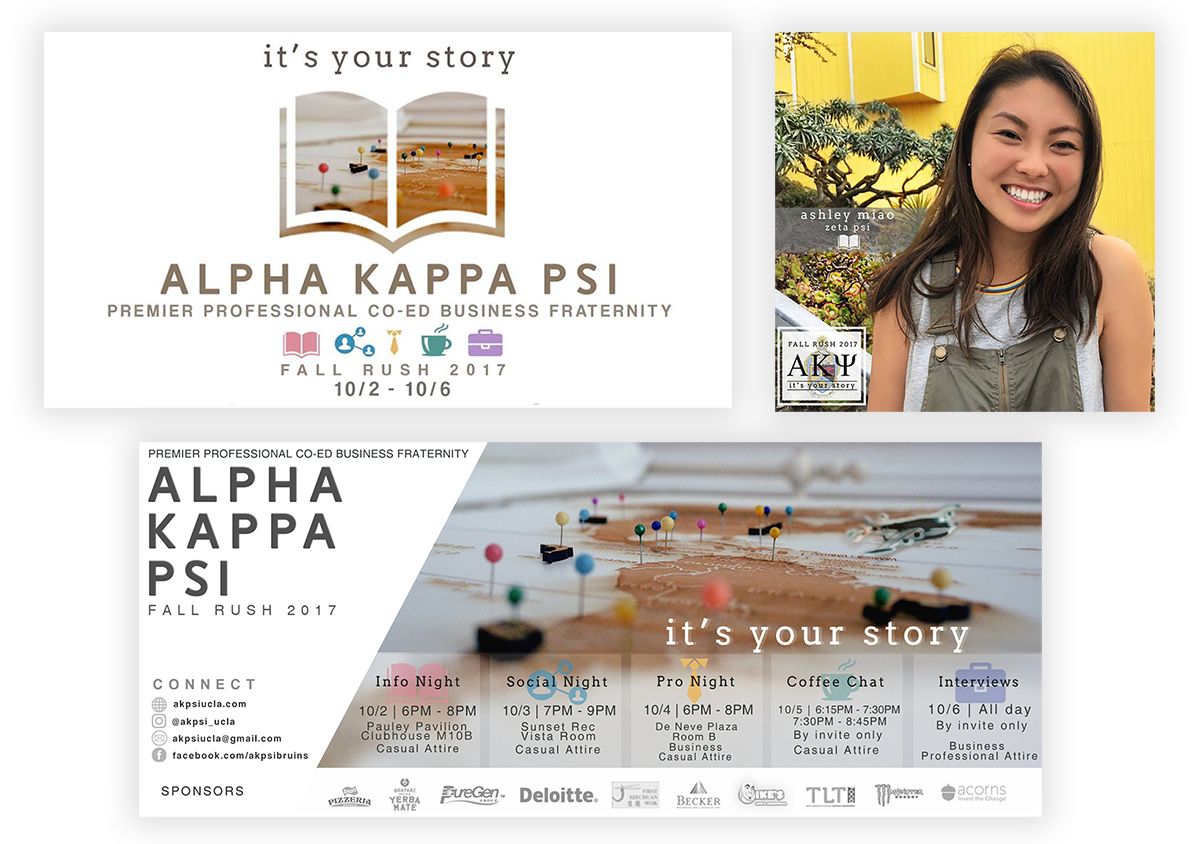 it's your story
ALPHA KAPPA PSI
PREMIER PROFESSIONAL CO-ED BUSINESS FRATERNITY
FALL RUSH 2017
10/2 - 10/6
ashley miao
zeta psi
FALL RUSH 2017
ΑΚΨ
it's your story
PREMIER PROFESSIONAL CO-ED BUSINESS FRATERNITY
ALPHA
KAPPA
PSI
FALL RUSH 2017
it's your story
CONNECT
akpsiucla.com
@akpsi_ucla
akpsiucla@gmail.com
facebook.com/akpsibruins
Info Night
10/2 | 6PM - 8PM
Pauley Pavilion
Clubhouse M10B
Casual Attire
Social Night
10/3 | 7PM - 9PM
Sunset Rec
Vista Room
Casual Attire
Pro Night
10/4 | 6PM - 8PM
De Neve Plaza
Room B
Business
Casual Attire
Coffee Chat
10/5 | 6:15PM - 7:30PM
7:30PM - 8:45PM
By invite only
Casual Attire
Interviews
10/6 | All day
By invite only
Business
Professional Attire
SPONSORS
PIZZERIA
GUAYAKI
YERBA
MATE
PureGen
GROUP
Deloitte.
FIRST
SZECHUAN
WOK
BECKER
IKE'S
TLT
MONSTER
ENERGY
acorns
Invest the Change